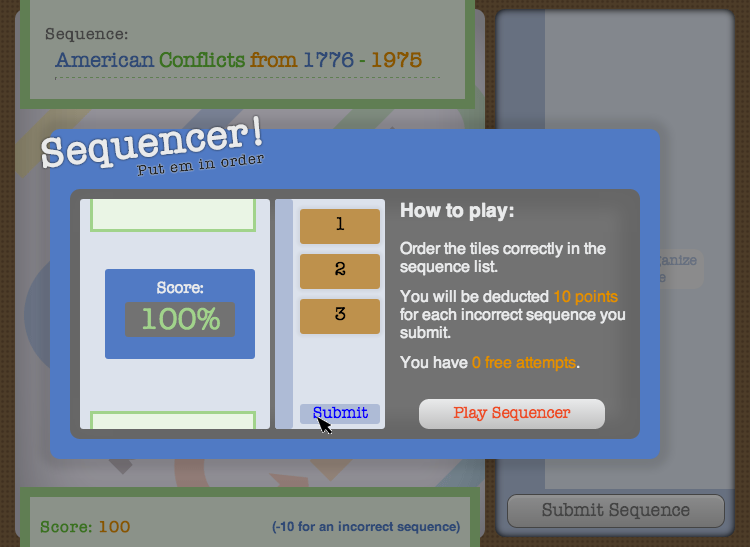 Sequence:
American Conflicts from 1776 - 1975
Sequencer!
Put em in order
Score:
100%
1
2
3
Submit
How to play:
Order the tiles correctly in the
sequence list.
You will be deducted 10 points
for each incorrect sequence you
submit.
You have 0 free attempts.
Play Sequencer
Score: 100
(-10 for an incorrect sequence)
Submit Sequence